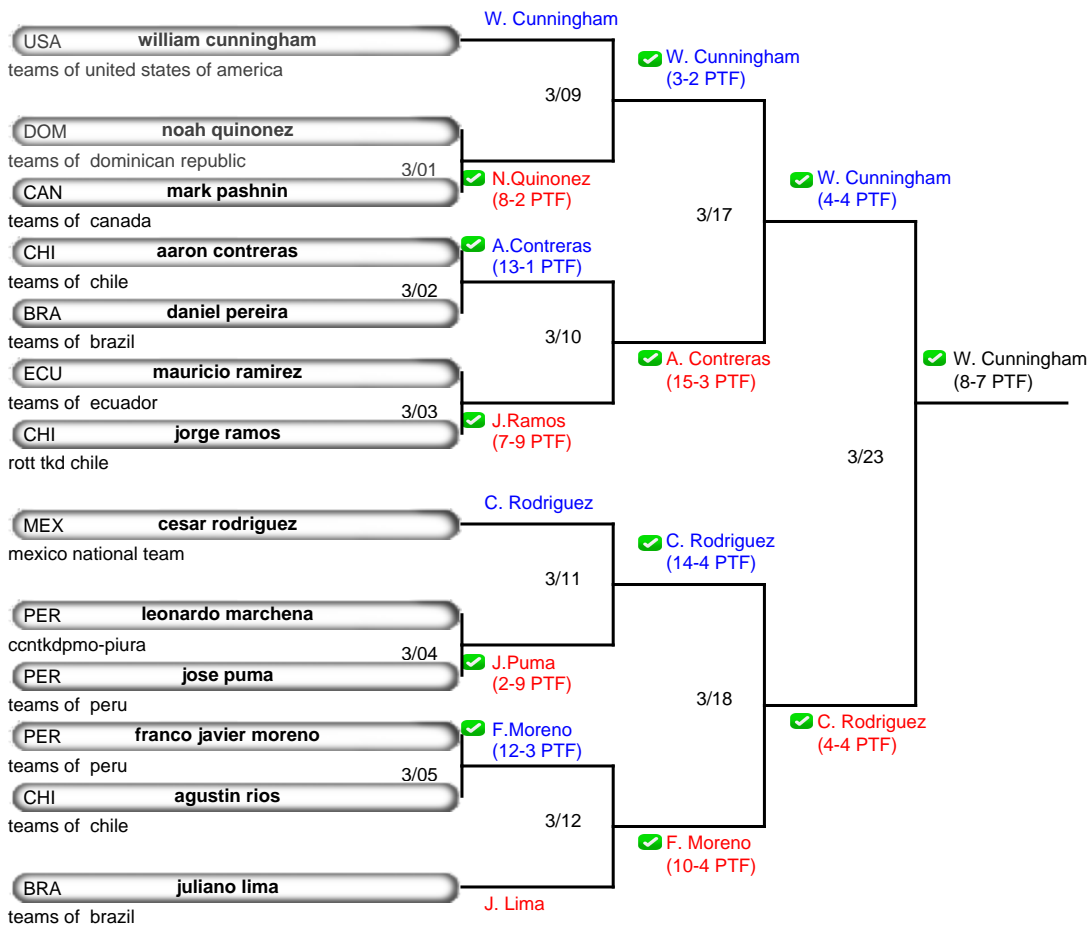 W. Cunningham
USA william cunningham
teams of united states of america
W. Cunningham
(3-2 PTF)
3/09
DOM noah quinonez
teams of dominican republic
3/01
CAN mark pashnin
teams of canada
N.Quinonez
(8-2 PTF)
W. Cunningham
(4-4 PTF)
3/17
CHI aaron contreras
teams of chile
A.Contreras
(13-1 PTF)
3/02
BRA daniel pereira
teams of brazil
3/10
A. Contreras
(15-3 PTF)
W. Cunningham
(8-7 PTF)
ECU mauricio ramirez
teams of ecuador
3/03
CHI jorge ramos
rott tkd chile
J.Ramos
(7-9 PTF)
3/23
C. Rodriguez
MEX cesar rodriguez
mexico national team
C. Rodriguez
(14-4 PTF)
3/11
PER leonardo marchena
ccntkdpmo-piura
3/04
PER jose puma
teams of peru
J.Puma
(2-9 PTF)
3/18
C. Rodriguez
(4-4 PTF)
PER franco javier moreno
teams of peru
F.Moreno
(12-3 PTF)
3/05
CHI agustin rios
teams of chile
3/12
F. Moreno
(10-4 PTF)
BRA juliano lima
teams of brazil
J. Lima